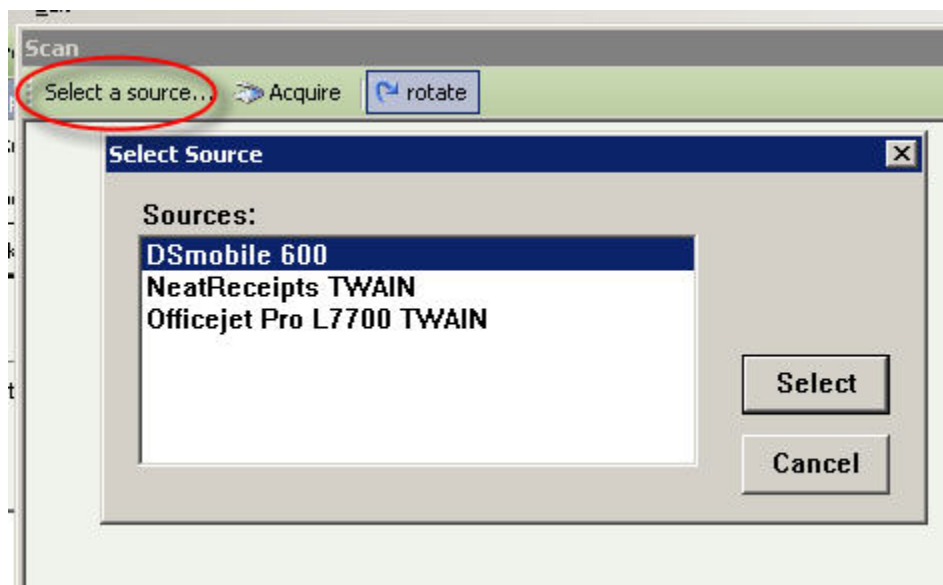 Scan
Select a source... Acquire rotate
Select Source
Sources:
DSmobile 600
NeatReceipts TWAIN
Officejet Pro L7700 TWAIN
Select
Cancel